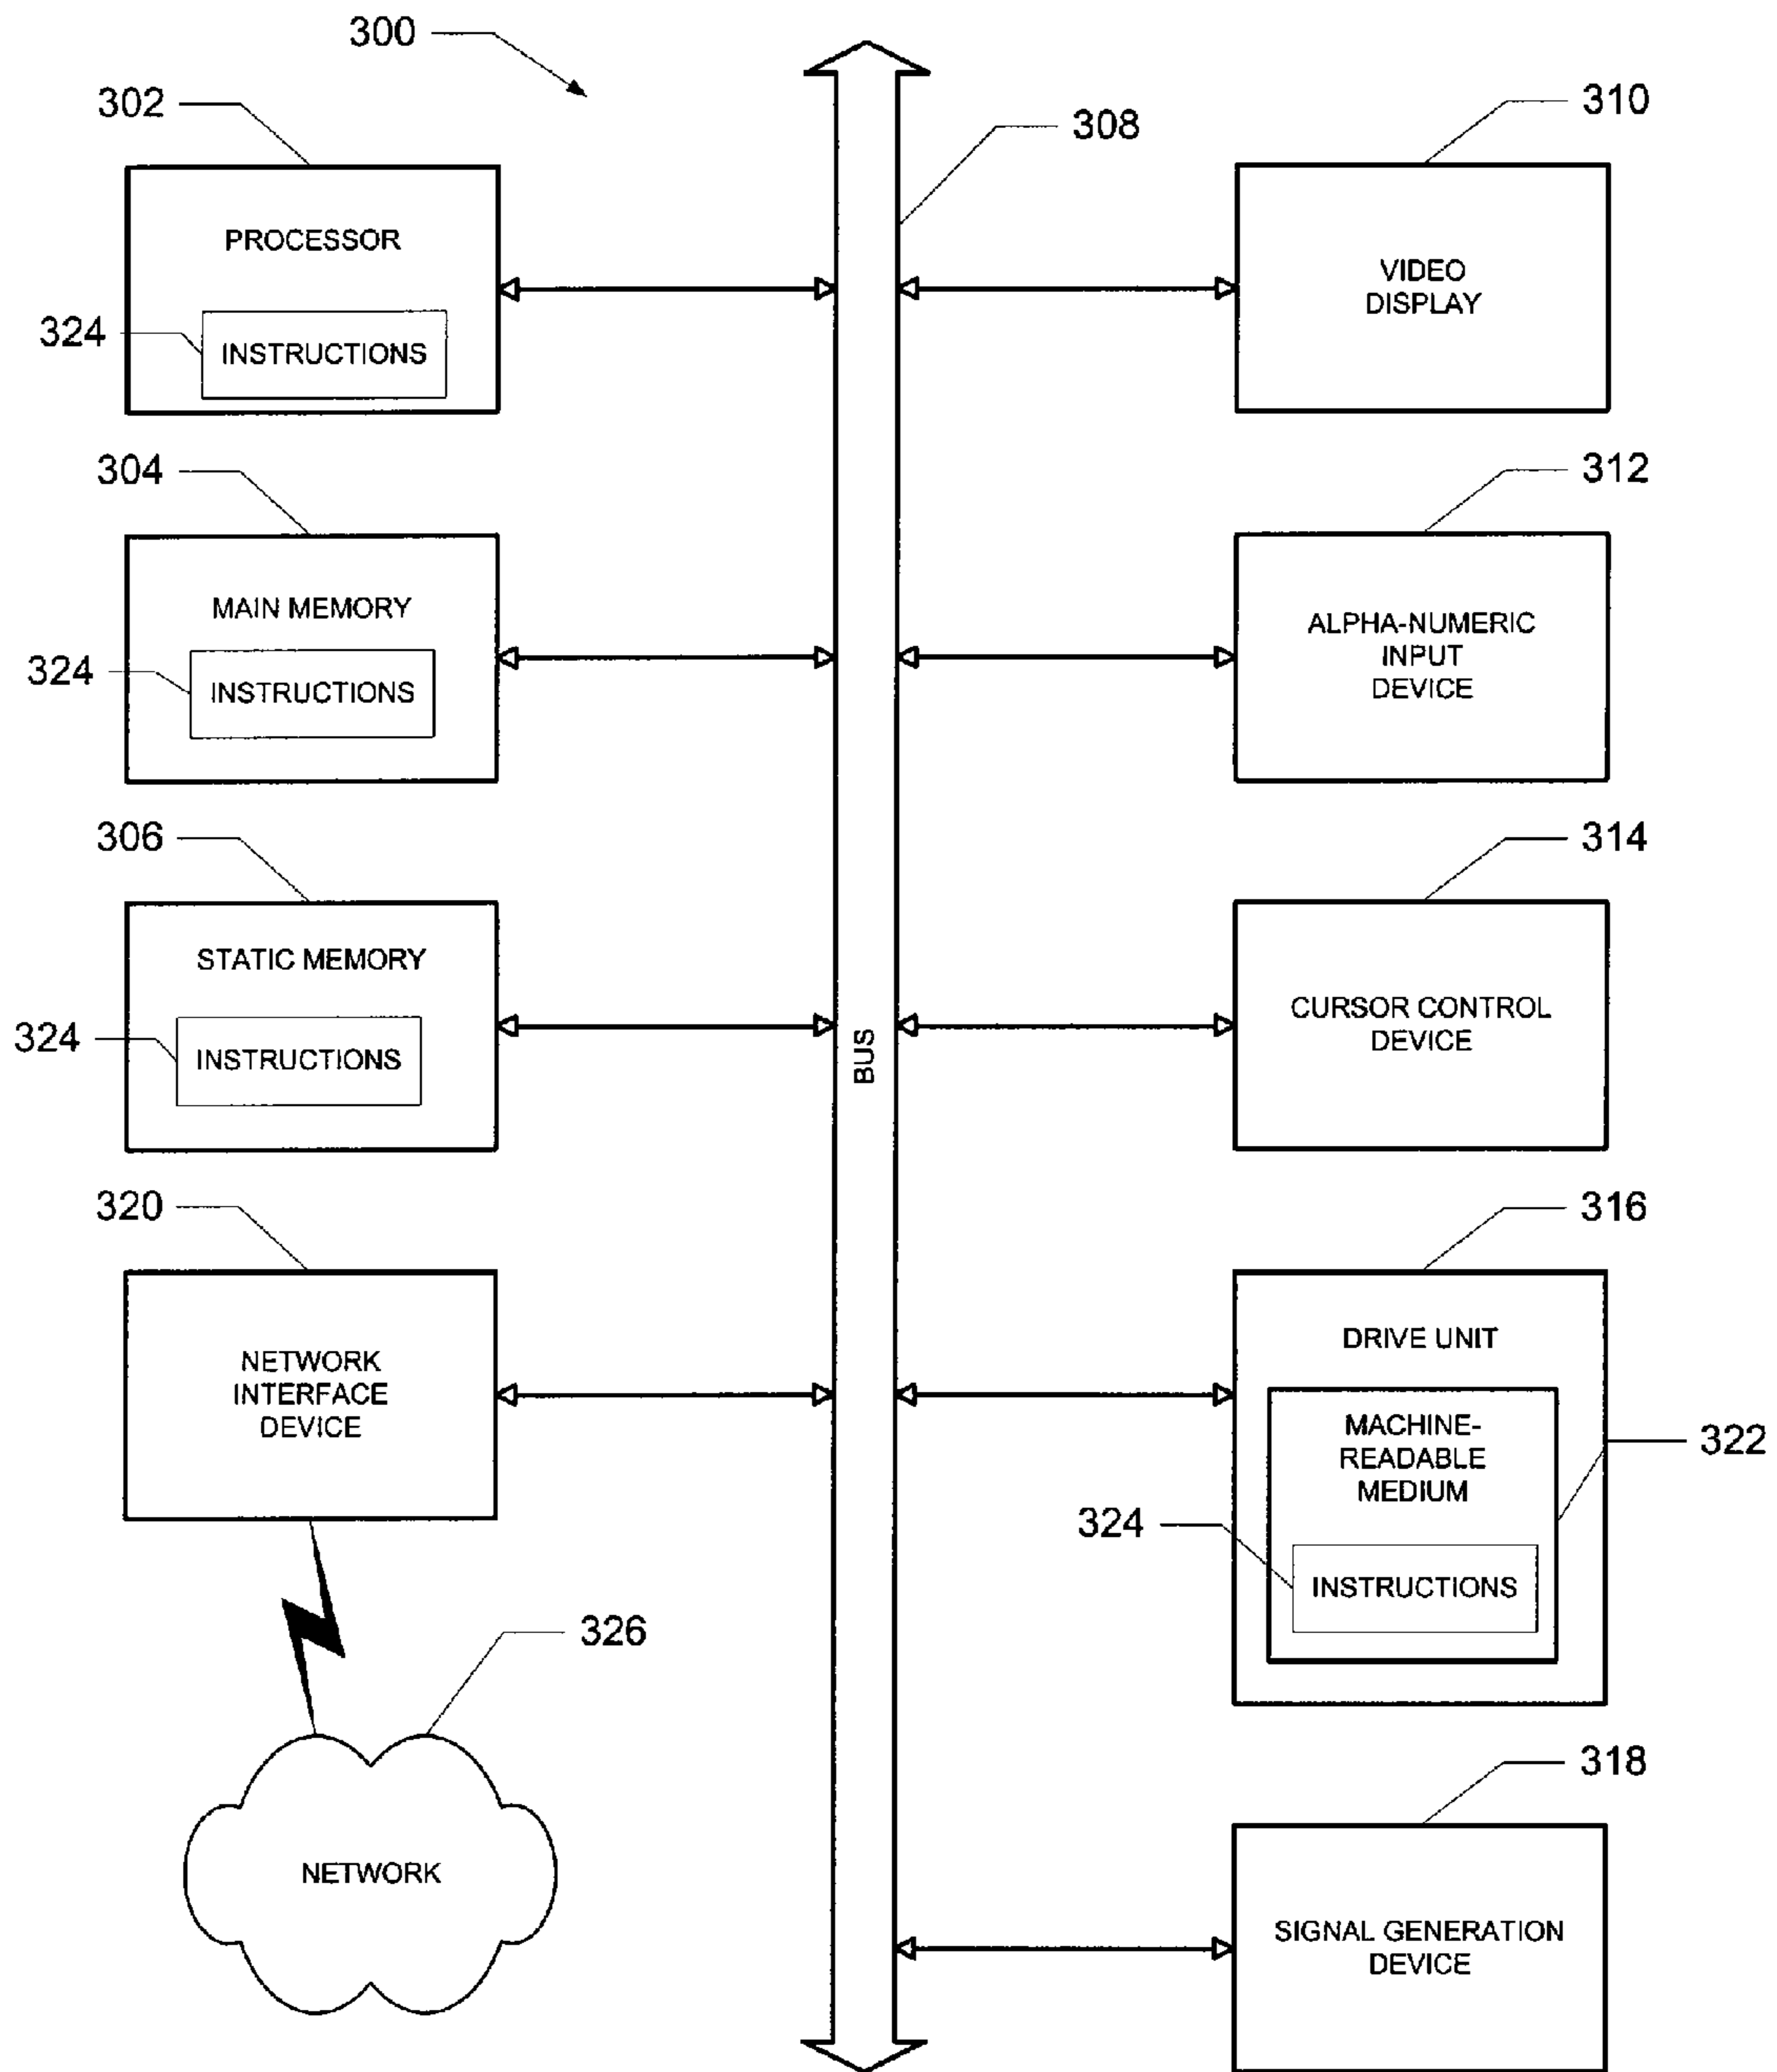 300
302
PROCESSOR
324
INSTRUCTIONS
304
MAIN MEMORY
324
INSTRUCTIONS
306
STATIC MEMORY
324
INSTRUCTIONS
320
NETWORK
INTERFACE
DEVICE
326
NETWORK
308
BUS
310
VIDEO
DISPLAY
312
ALPHA-NUMERIC
INPUT
DEVICE
314
CURSOR CONTROL
DEVICE
316
DRIVE UNIT
MACHINE-
READABLE
MEDIUM
322
324
INSTRUCTIONS
318
SIGNAL GENERATION
DEVICE